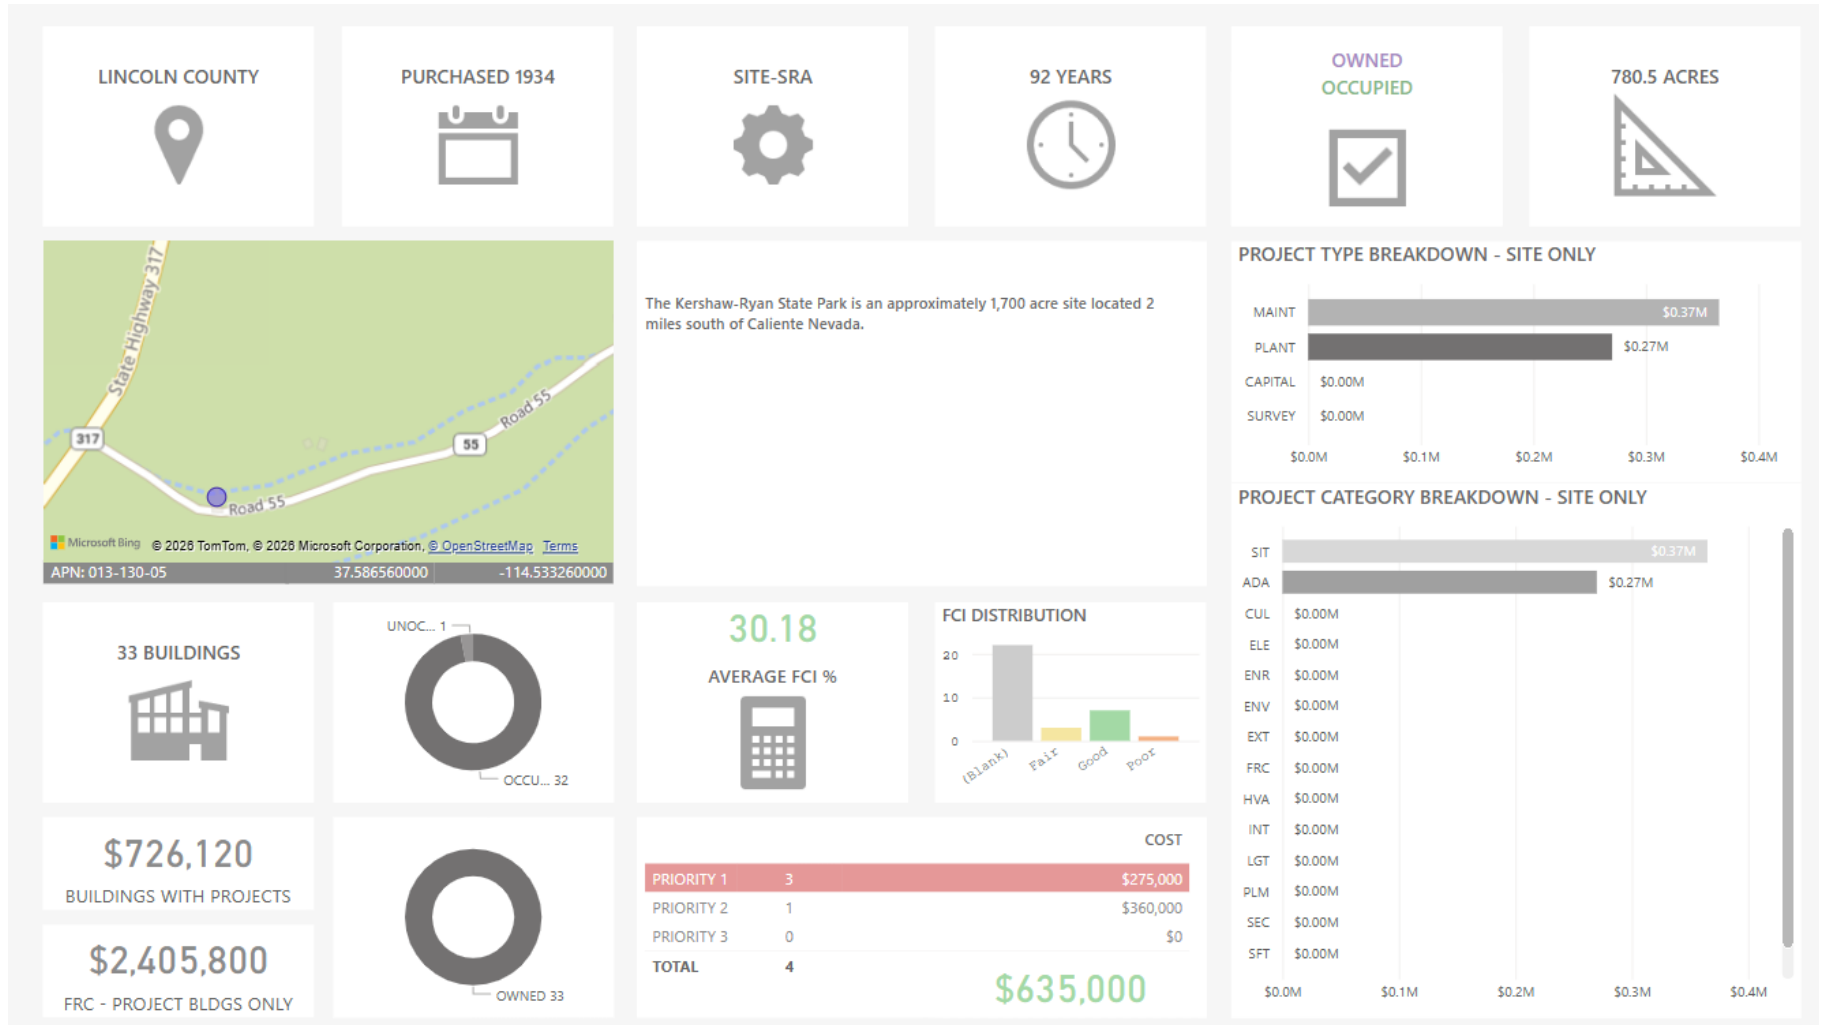 LINCOLN COUNTY
PURCHASED 1934
SITE-SRA
92 YEARS
OWNED
OCCUPIED
780.5 ACRES
State Highway 317
317
Road 55
55
Road 55
Microsoft Bing
© 2026 TomTom, © 2026 Microsoft Corporation, © OpenStreetMap Terms
APN: 013-130-05 37.586560000 -114.533260000
The Kershaw-Ryan State Park is an approximately 1,700 acre site located 2
miles south of Caliente Nevada.
PROJECT TYPE BREAKDOWN - SITE ONLY
MAINT $0.37M
PLANT $0.27M
CAPITAL $0.00M
SURVEY $0.00M
$0.0M $0.1M $0.2M $0.3M $0.4M
PROJECT CATEGORY BREAKDOWN - SITE ONLY
SIT $0.37M
ADA $0.27M
CUL $0.00M
ELE $0.00M
ENR $0.00M
ENV $0.00M
EXT $0.00M
FRC $0.00M
HVA $0.00M
INT $0.00M
LGT $0.00M
PLM $0.00M
SEC $0.00M
SFT $0.00M
$0.0M $0.1M $0.2M $0.3M $0.4M
33 BUILDINGS
UNOC... 1
OCCU... 32
30.18
AVERAGE FCI %
FCI DISTRIBUTION
20
10
0
(Blank) Fair Good Poor
$726,120
BUILDINGS WITH PROJECTS
$2,405,800
FRC - PROJECT BLDGS ONLY
OWNED 33
COST
PRIORITY 1 3 $275,000
PRIORITY 2 1 $360,000
PRIORITY 3 0 $0
TOTAL 4
$635,000